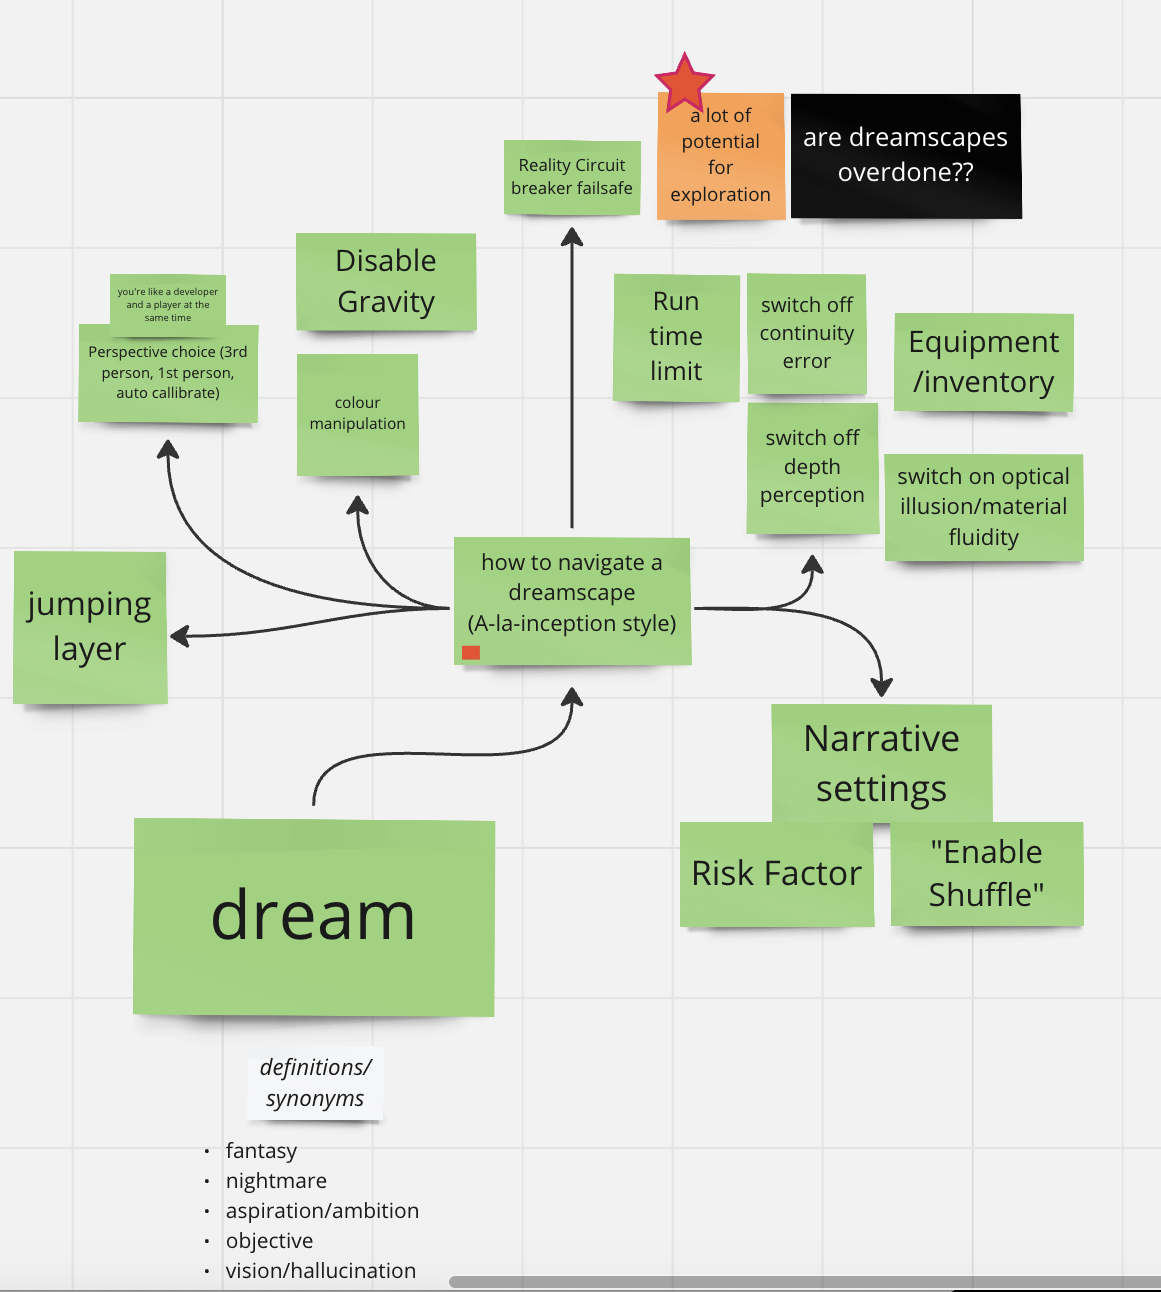 a lot of
potential
for
exploration
are dreamscapes
overdone??
Reality Circuit
breaker failsafe
Disable
Gravity
you're like a developer
and a player at the
same time
Perspective choice (3rd
person, 1st person,
auto callibrate)
colour
manipulation
Run
time
limit
switch off
continuity
error
Equipment
/inventory
switch off
depth
perception
switch on optical
illusion/material
fluidity
jumping
layer
how to navigate a
dreamscape
(A-la-inception style)
Narrative
settings
Risk Factor
"Enable
Shuffle"
dream
definitions/
synonyms
• fantasy
• nightmare
• aspiration/ambition
• objective
• vision/hallucination